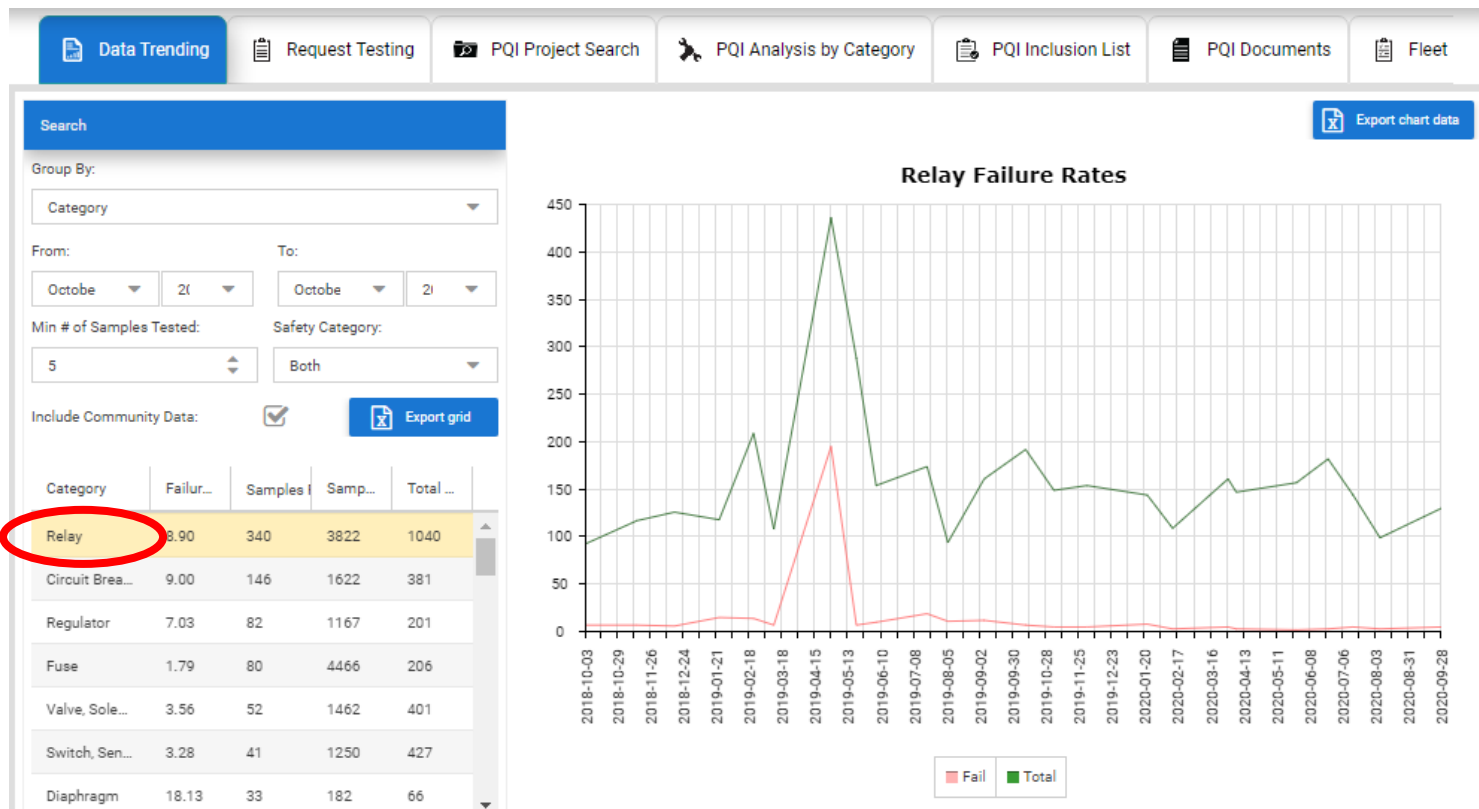 Data Trending
Request Testing
PQI Project Search
PQI Analysis by Category
PQI Inclusion List
PQI Documents
Fleet
Search
Group By:
Category
From: To:
Octobe 2( Octobe 2
Min # of Samples Tested: Safety Category:
5 Both
Include Community Data: Export grid
Category Failur... Samples Samp... Total ...
Relay 8.90 340 3822 1040
Circuit Brea... 9.00 146 1622 381
Regulator 7.03 82 1167 201
Fuse 1.79 80 4466 206
Valve, Sole... 3.56 52 1462 401
Switch, Sen... 3.28 41 1250 427
Diaphragm 18.13 33 182 66
Export chart data
Relay Failure Rates
450
400
350
300
250
200
150
100
50
0
2018-10-03
2018-10-29
2018-11-26
2018-12-24
2019-01-21
2019-02-18
2019-03-18
2019-04-15
2019-05-13
2019-06-10
2019-07-08
2019-08-05
2019-09-02
2019-09-30
2019-10-28
2019-11-25
2019-12-23
2020-01-20
2020-02-17
2020-03-16
2020-04-13
2020-05-11
2020-06-08
2020-07-06
2020-08-03
2020-08-31
2020-09-28
Fail Total